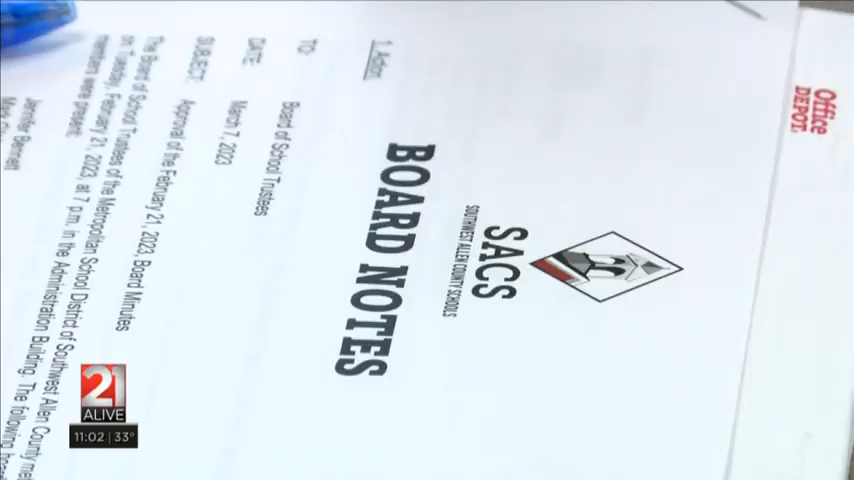 Office
DEPOT.
SACS
SOUTHWEST ALLEN COUNTY SCHOOLS
BOARD NOTES
1. Action
TO: Board of School Trustees
DATE: March 7, 2023
SUBJECT: Approval of the February 21, 2023, Board Minutes
The Board of School Trustees of the Metropolitan School District of Southwest Allen County met
on Tuesday, February 21, 2023, at 7 p.m. in the Administration Building. The following
members were present:
Jennifer Bennett
21
ALIVE
11:02 | 33°